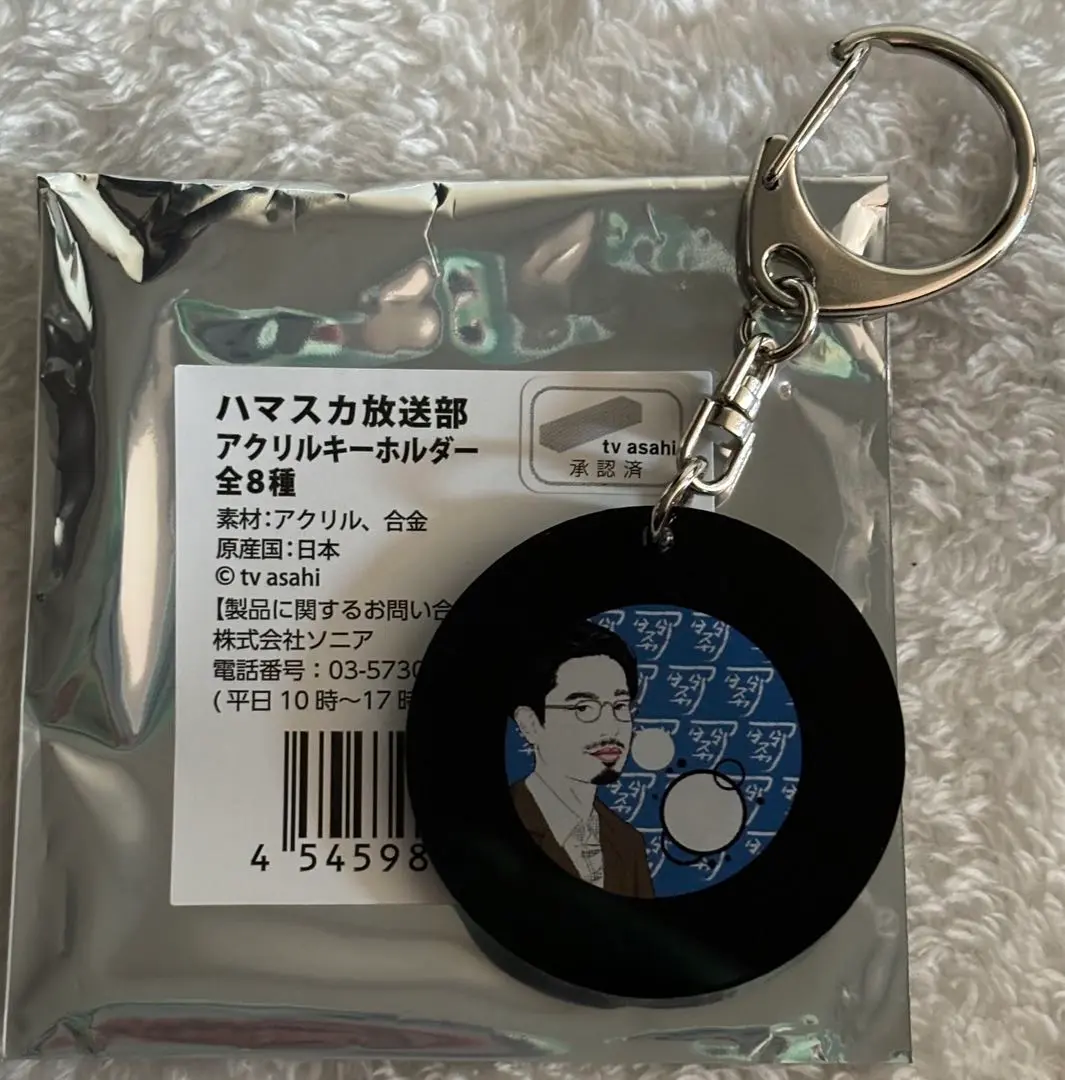 ハマスカ放送部
アクリルキーホルダー
全8種
tv asahi
承認済
素材:アクリル、合金
原産国:日本
© tv asahi
【製品に関するお問い合
株式会社ソニア
電話番号:03-5730
(平日10時〜17時
4 54598